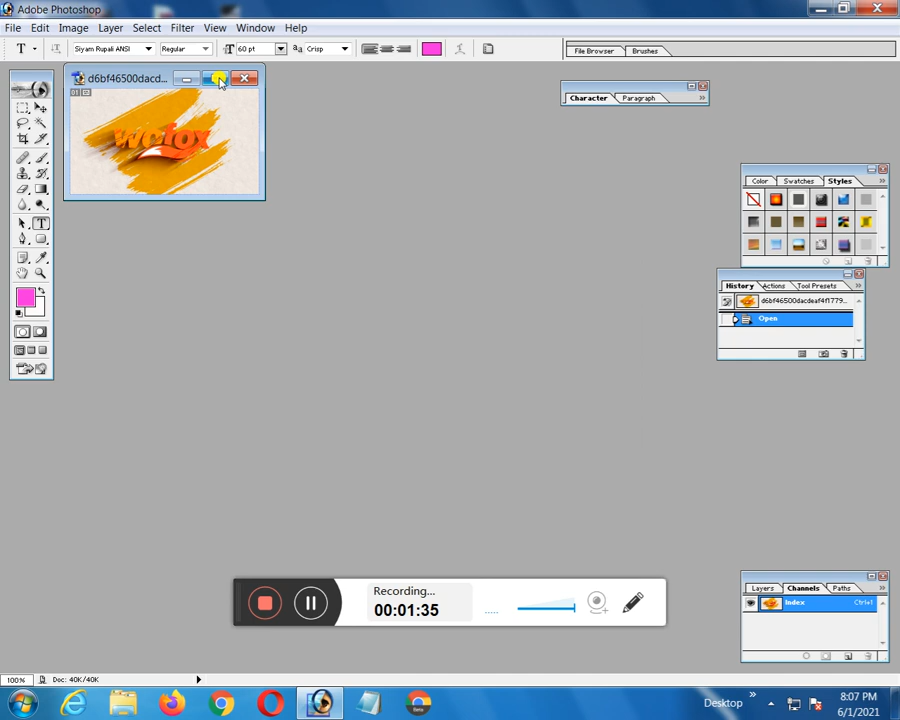 Adobe Photoshop
File Edit Image Layer Select Filter View Window Help
Siyam Rupali ANSI Regular 60 pt aa Crisp File Browser Brushes
d6bf46500dacd...
wofox
Character Paragraph
Color Swatches Styles
History Actions Tool Presets
d6bf46500dacdeaf4f1779...
Open
Recording...
00:01:35
Layers Channels Paths
Index Ctrl+1
100% Doc: 40K/40K
Desktop
8:07 PM
6/1/2021